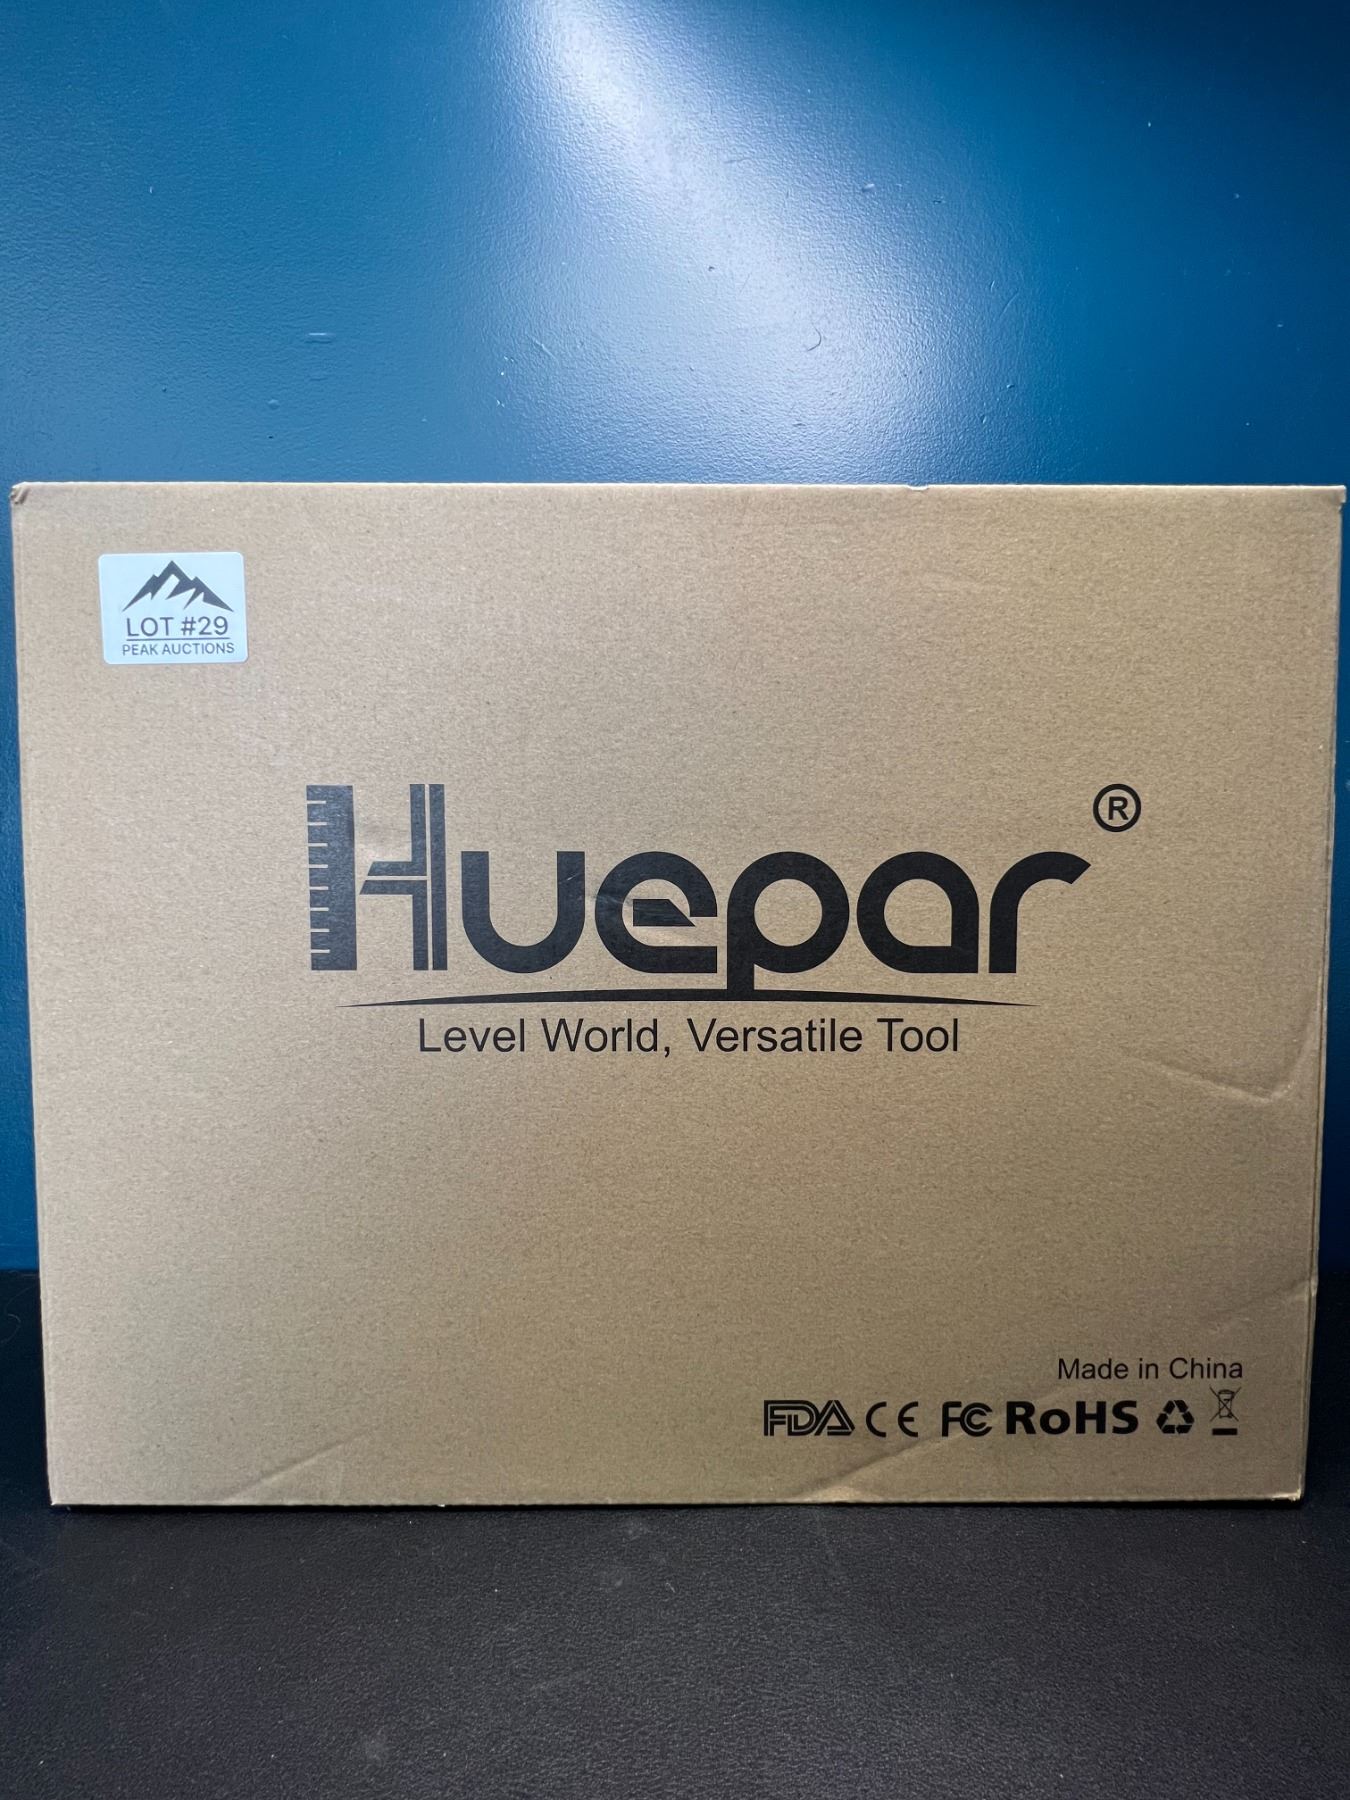 LOT #29
PEAK AUCTIONS
Huepar®
Level World, Versatile Tool
Made in China
FDA CE FC RoHS